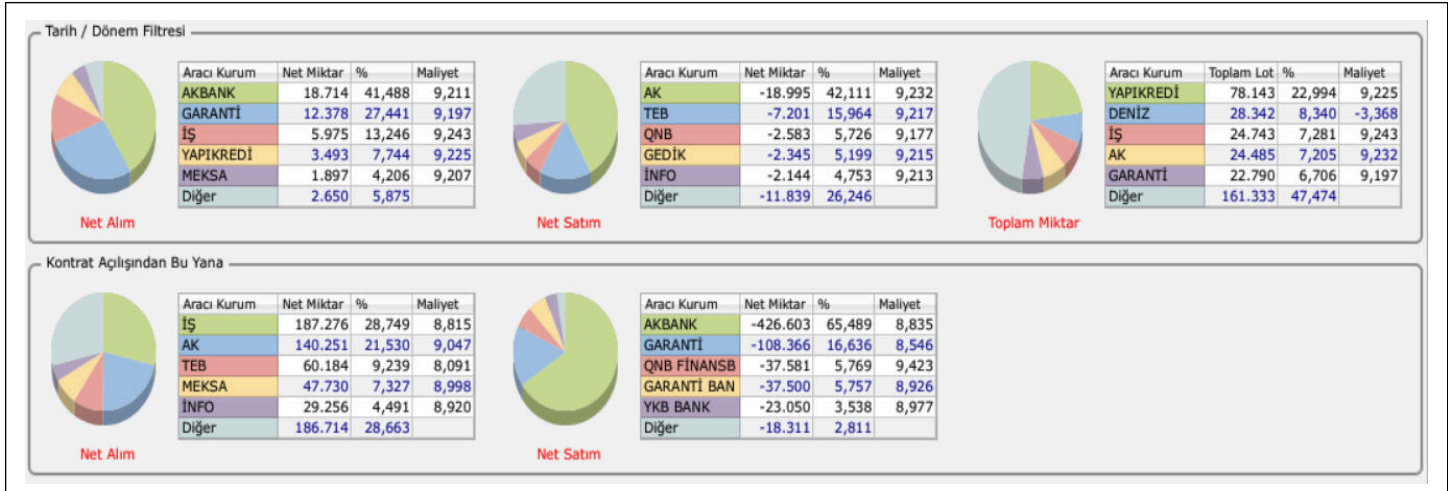 Tarih / Dönem Filtresi
Aracı Kurum Net Miktar % Maliyet
AKBANK 18.714 41,488 9,211
GARANTİ 12.378 27,441 9,197
İŞ 5.975 13,246 9,243
YAPIKREDİ 3.493 7,744 9,225
MEKSA 1.897 4,206 9,207
Diğer 2.650 5,875
Net Alım
Aracı Kurum Net Miktar % Maliyet
AK -18.995 42,111 9,232
TEB -7.201 15,964 9,217
QNB -2.583 5,726 9,177
GEDİK -2.345 5,199 9,215
İNFO -2.144 4,753 9,213
Diğer -11.839 26,246
Net Satım
Aracı Kurum Toplam Lot % Maliyet
YAPIKREDİ 78.143 22,994 9,225
DENİZ 28.342 8,340 -3,368
İŞ 24.743 7,281 9,243
AK 24.485 7,205 9,232
GARANTİ 22.790 6,706 9,197
Diğer 161.333 47,474
Toplam Miktar
Kontrat Açılışından Bu Yana
Aracı Kurum Net Miktar % Maliyet
İŞ 187.276 28,749 8,815
AK 140.251 21,530 9,047
TEB 60.184 9,239 8,091
MEKSA 47.730 7,327 8,998
İNFO 29.256 4,491 8,920
Diğer 186.714 28,663
Net Alım
Aracı Kurum Net Miktar % Maliyet
AKBANK -426.603 65,489 8,835
GARANTİ -108.366 16,636 8,546
QNB FİNANSB -37.581 5,769 9,423
GARANTİ BAN -37.500 5,757 8,926
YKB BANK -23.050 3,538 8,977
Diğer -18.311 2,811
Net Satım